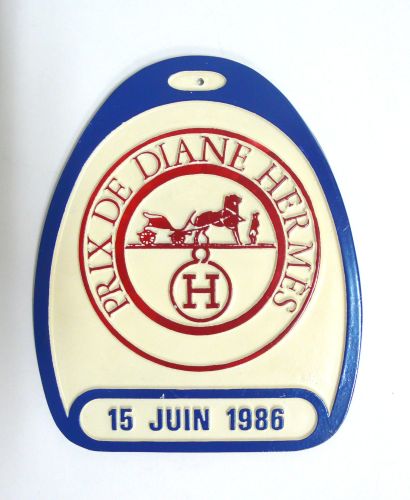 PRIX DE DIANE HERMÈS
H
15 JUIN 1986